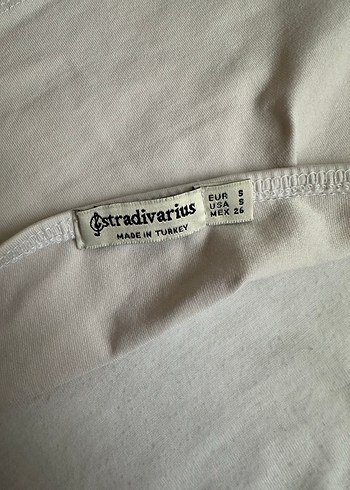 stradivarius
MADE IN TURKEY
EUR S
USA S
MEX 26